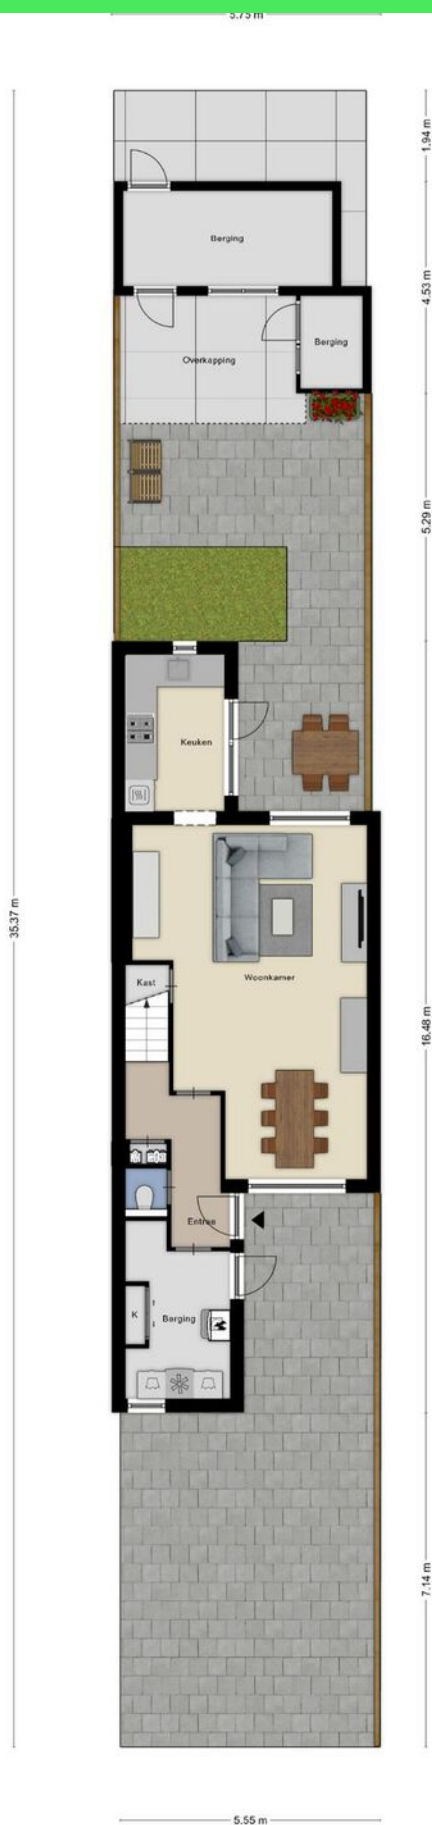 5.75 m
1.94 m
Berging
4.53 m
Berging
Overkapping
5.29 m
Keuken
35.37 m
Woonkamer
Kast
16.48 m
Entree
K
Berging
7.14 m
5.55 m